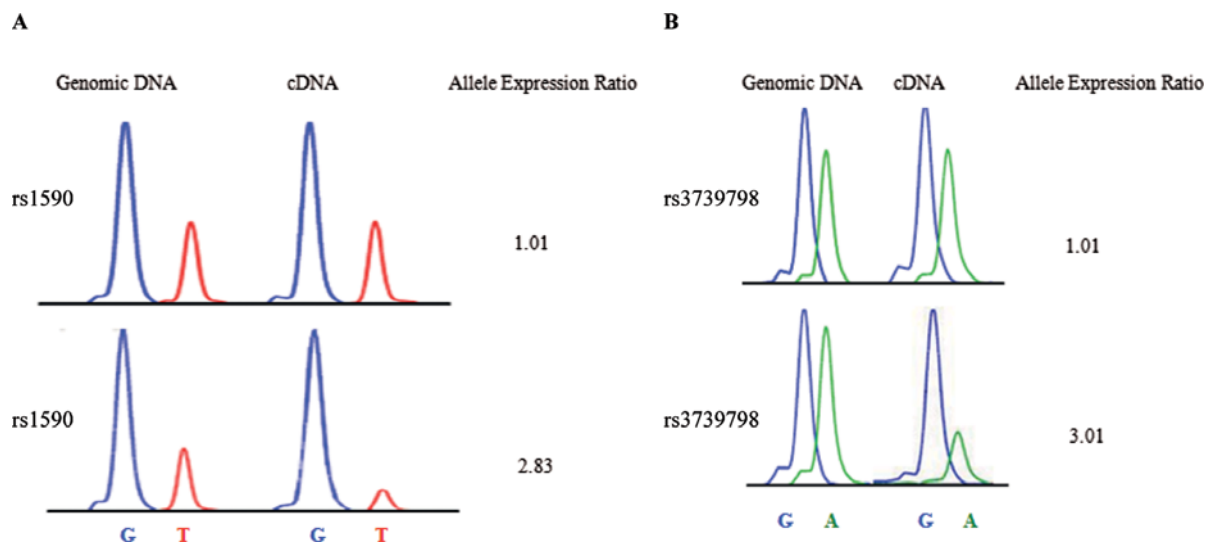 A
Genomic DNA cDNA Allele Expression Ratio
rs1590
1.01
rs1590
2.83
G T G T
B
Genomic DNA cDNA Allele Expression Ratio
rs3739798
1.01
rs3739798
3.01
G A G A